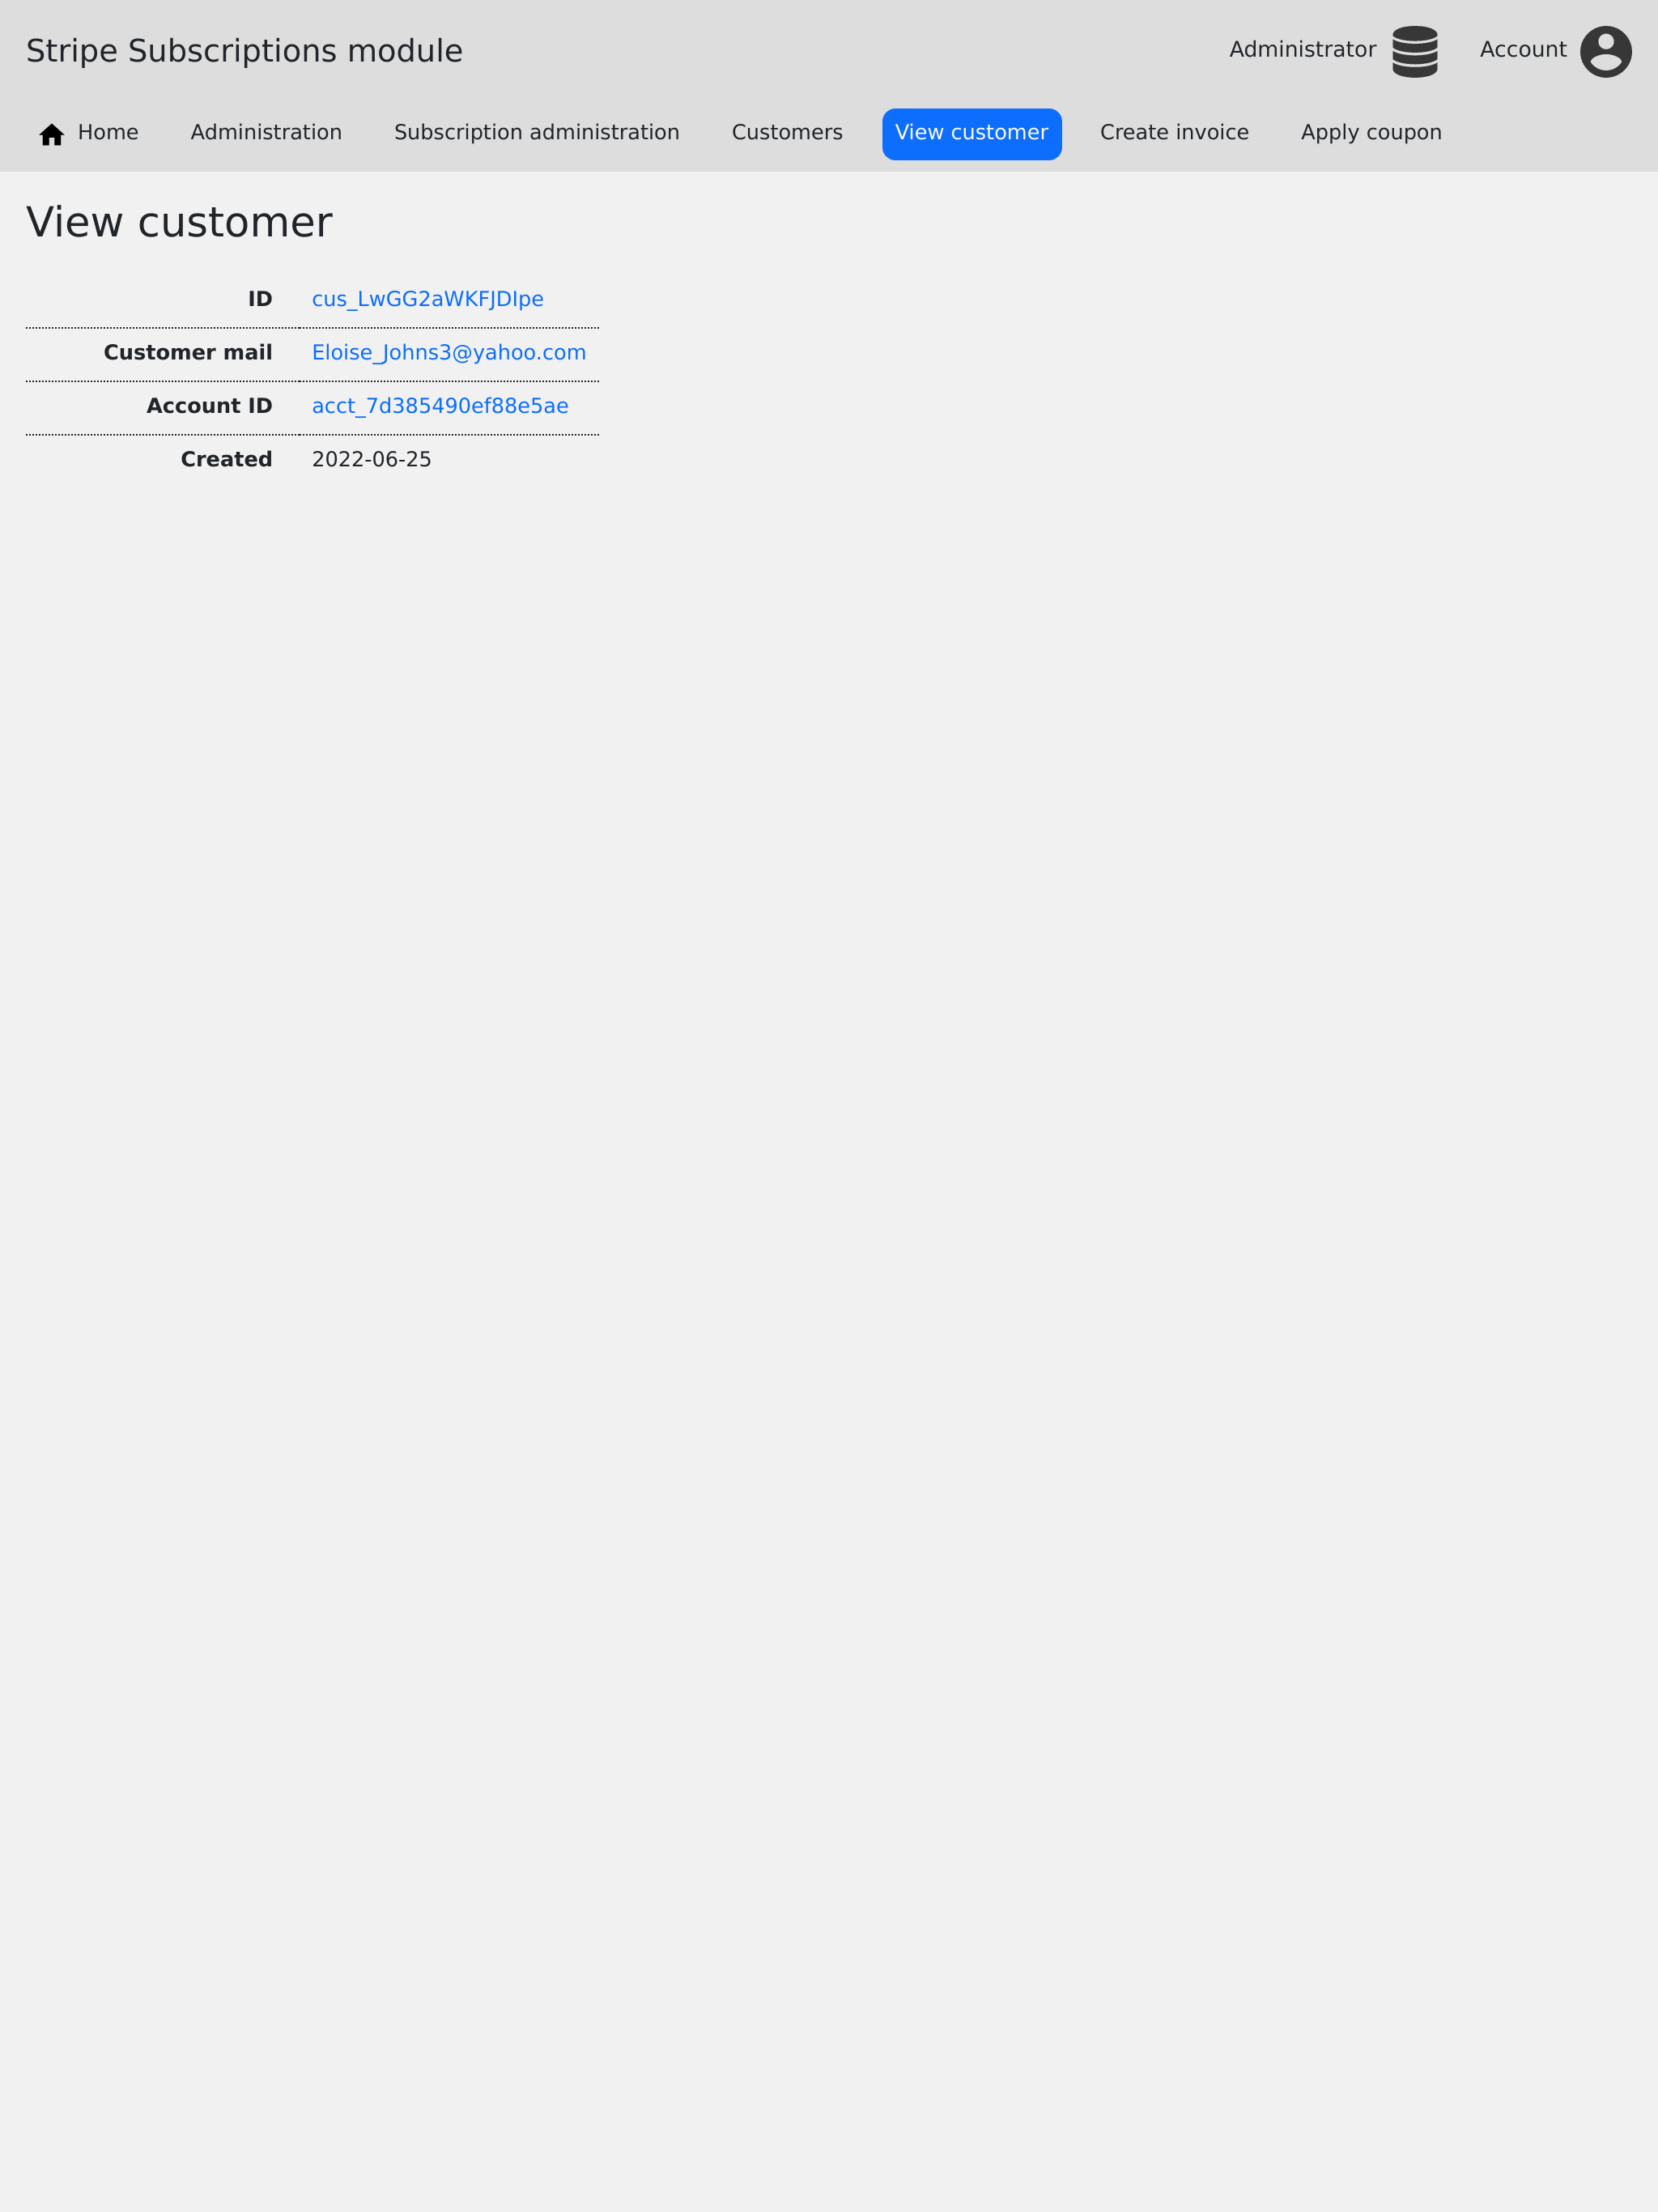 Stripe Subscriptions module
Administrator
Account
Home Administration Subscription administration Customers View customer Create invoice Apply coupon
View customer
ID cus_LwGG2aWKFJDIpe
Customer mail Eloise_Johns3@yahoo.com
Account ID acct_7d385490ef88e5ae
Created 2022-06-25